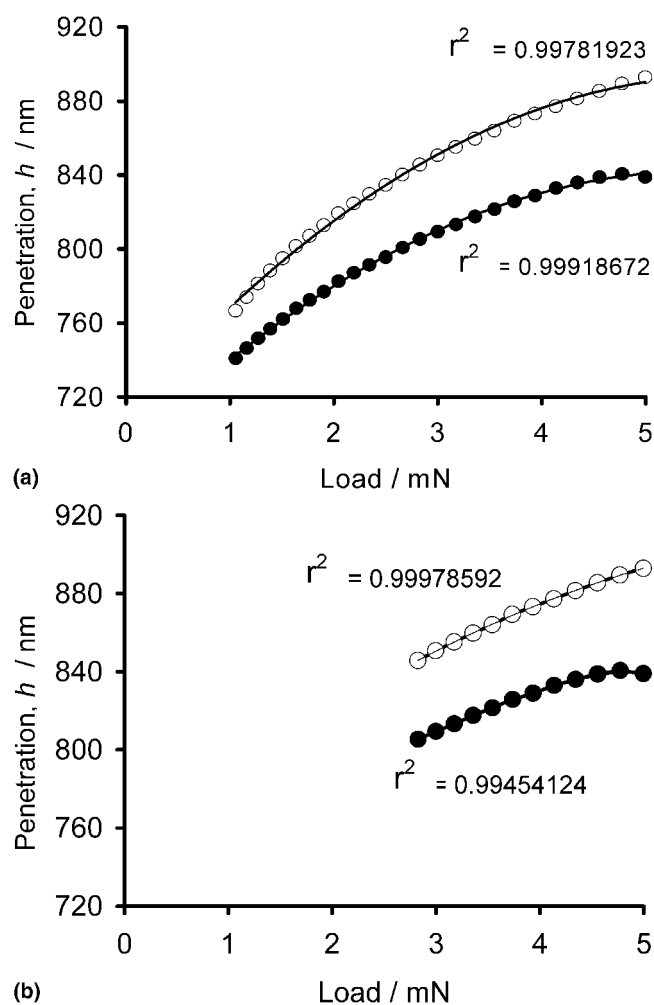 920
r² = 0.99781923
880
840
800
r² = 0.99918672
760
720
Penetration, h / nm
0 1 2 3 4 5
Load / mN
(a)
920
r² = 0.99978592
880
840
800
r² = 0.99454124
760
720
Penetration, h / nm
0 1 2 3 4 5
Load / mN
(b)